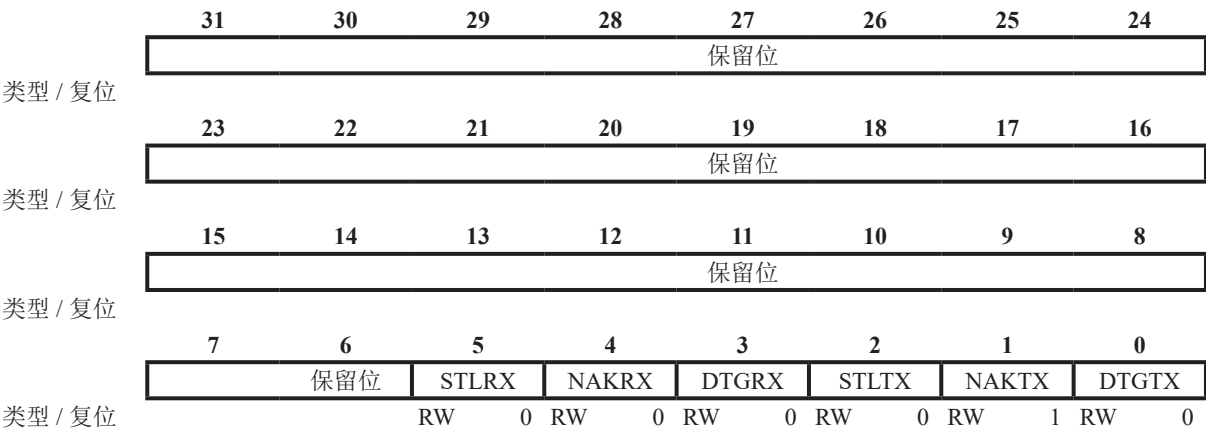 31 30 29 28 27 26 25 24
保留位
类型 / 复位
23 22 21 20 19 18 17 16
保留位
类型 / 复位
15 14 13 12 11 10 9 8
保留位
类型 / 复位
7 6 5 4 3 2 1 0
保留位 STLRX NAKRX DTGRX STLTX NAKTX DTGTX
类型 / 复位 RW 0 RW 0 RW 0 RW 0 RW 1 RW 0